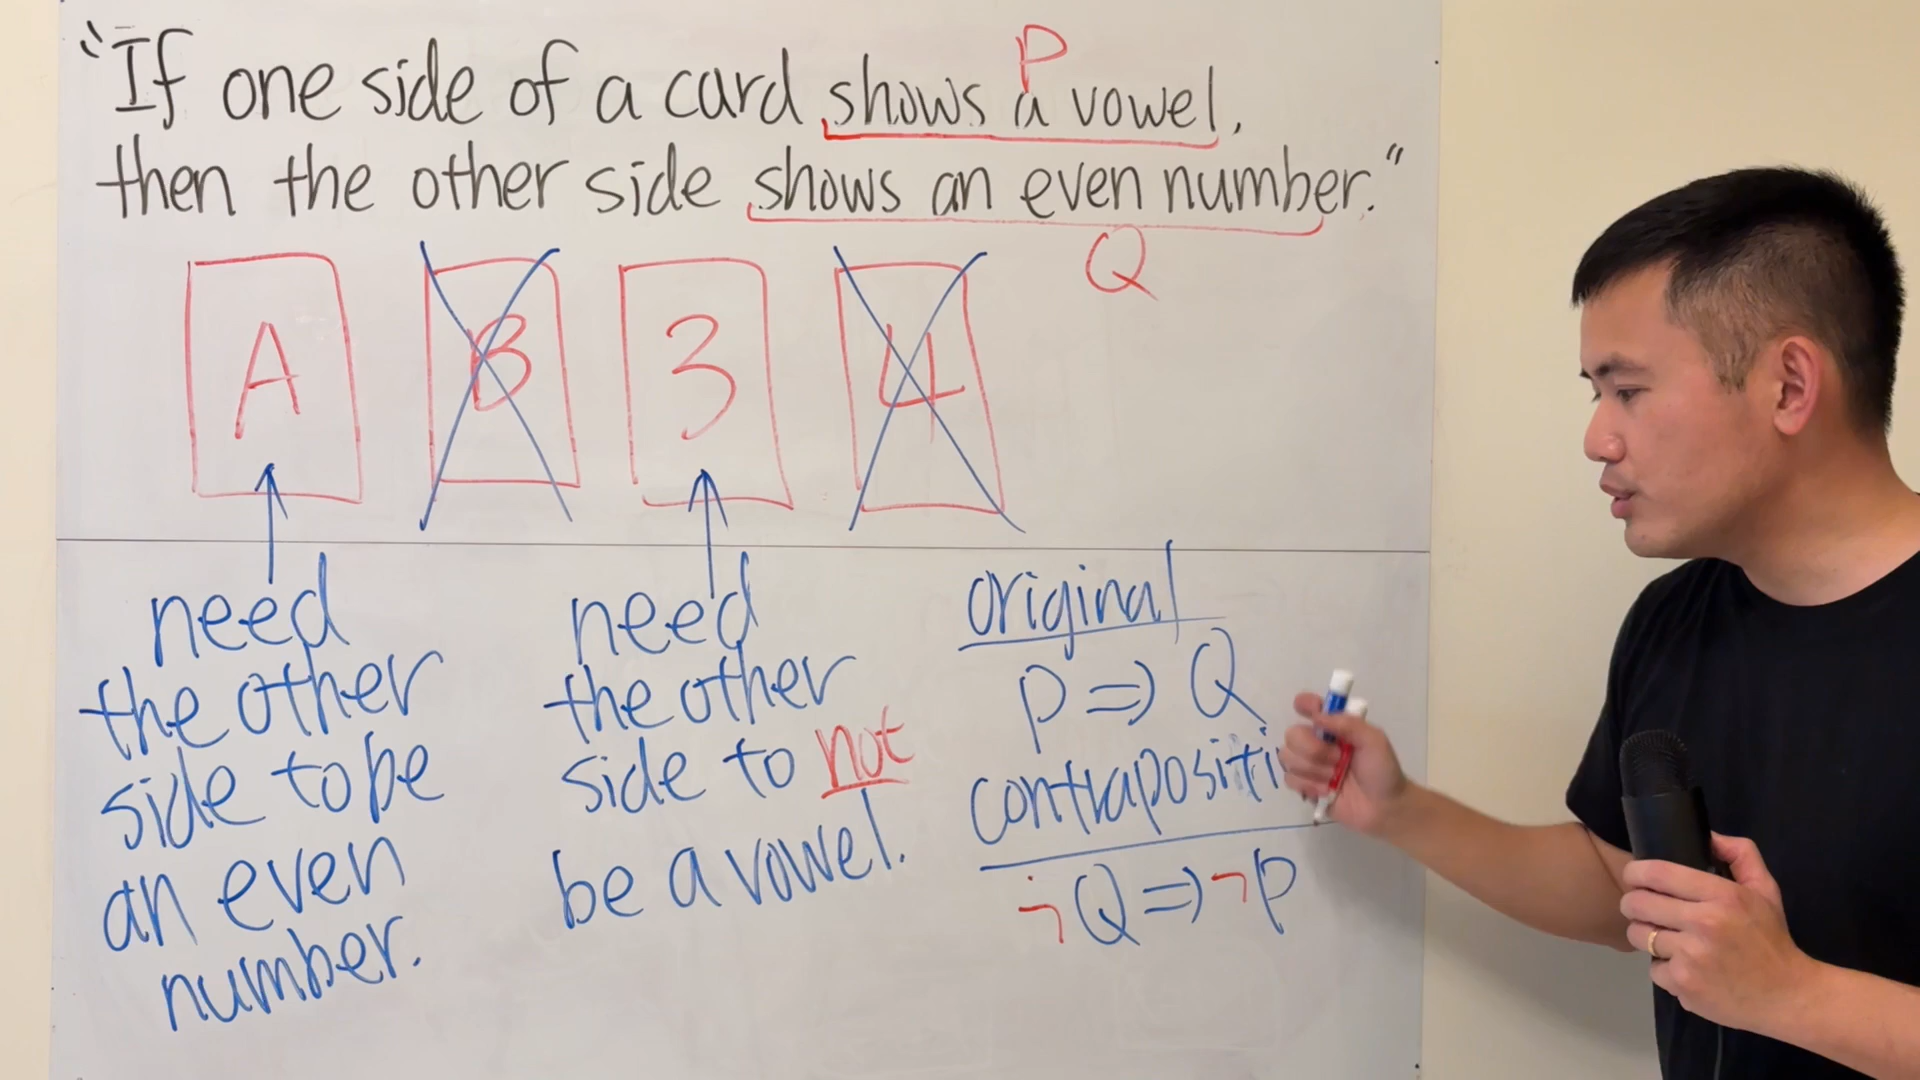 "If one side of a card shows a vowel,
P
then the other side shows an even number."
Q
A B 3 4
need
the other
side to be
an even
number.
need
the other
side to not
be a vowel.
original
P ⇒ Q
contrapositi
¬Q ⇒ ¬P